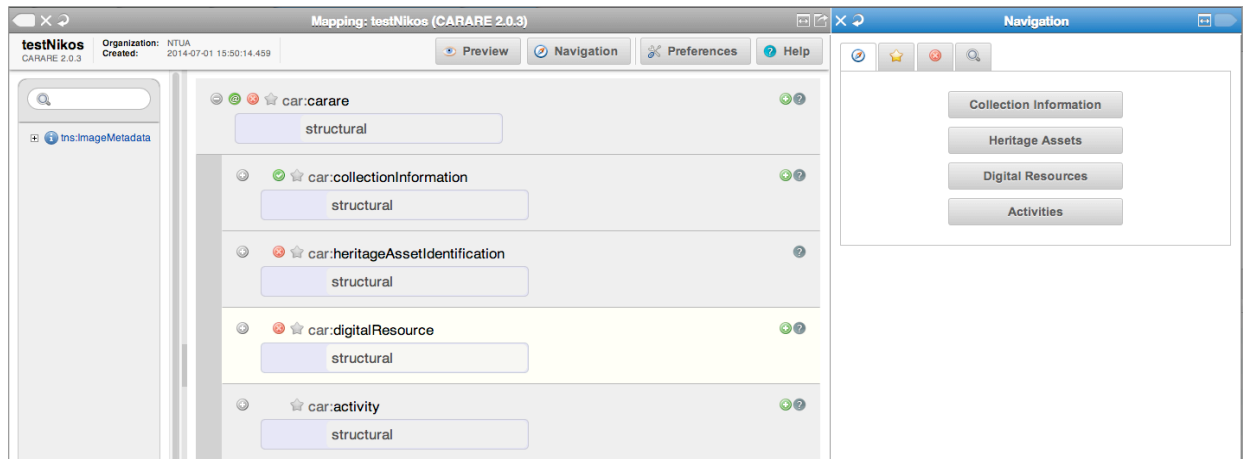 Mapping: testNikos (CARARE 2.0.3)
Navigation
testNikos Organization: NTUA
CARARE 2.0.3 Created: 2014-07-01 15:50:14.459
Preview Navigation Preferences Help
tns:ImageMetadata
car:carare
structural
car:collectionInformation
structural
car:heritageAssetIdentification
structural
car:digitalResource
structural
car:activity
structural
Collection Information
Heritage Assets
Digital Resources
Activities